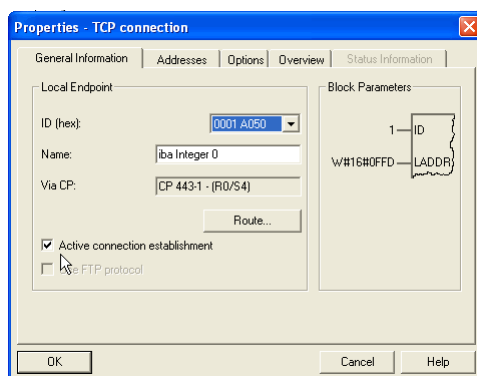 Properties - TCP connection
General Information Addresses Options Overview Status Information
Local Endpoint
Block Parameters
ID (hex): 0001 A050
1 ID
Name: iba Integer 0
W#16#0FFD LADDR
Via CP: CP 443-1 - (R0/S4)
Route...
Active connection establishment
FTP protocol
OK Cancel Help